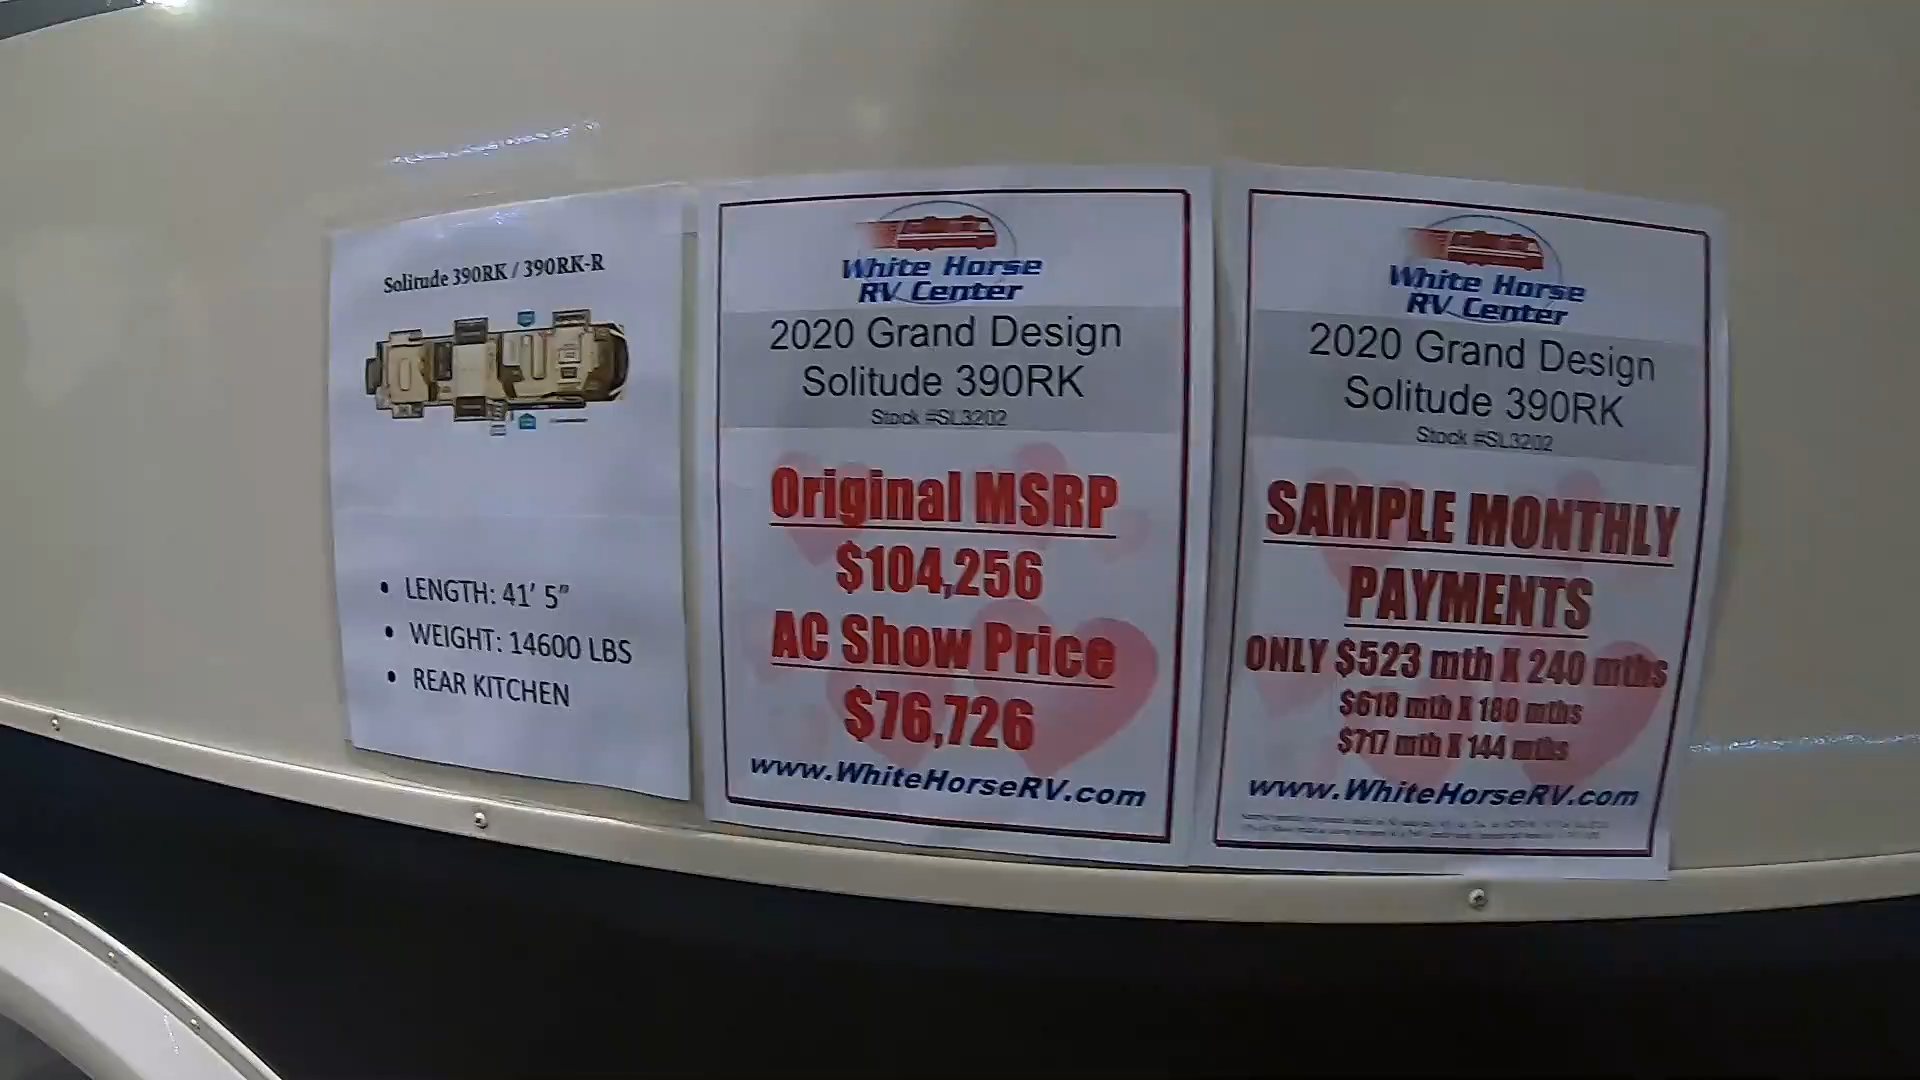 Solitude 390RK / 390RK-R
• LENGTH: 41' 5"
• WEIGHT: 14600 LBS
• REAR KITCHEN
White Horse
RV Center
2020 Grand Design
Solitude 390RK
Stock #SL3202
Original MSRP
$104,256
AC Show Price
$76,726
www.WhiteHorseRV.com
White Horse
RV Center
2020 Grand Design
Solitude 390RK
Stock #SL3202
SAMPLE MONTHLY
PAYMENTS
ONLY $523 mth X 240 mths
$618 mth X 180 mths
$717 mth X 144 mths
www.WhiteHorseRV.com